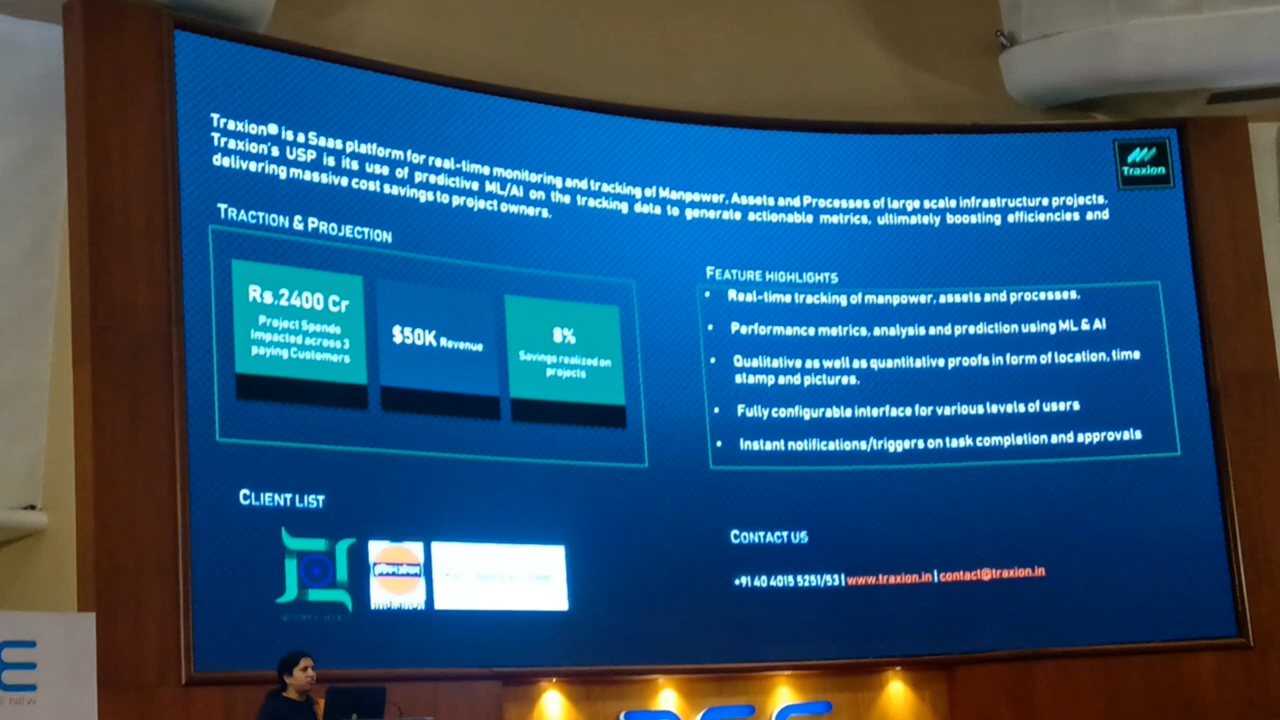 Traxion® is a Saas platform for real-time monitoring and tracking of Manpower, Assets and Processes of large scale infrastructure projects.
Traxion's USP is its use of predictive ML/AI on the tracking data to generate actionable metrics, ultimately boosting efficiencies and
delivering massive cost savings to project owners.
Traxion
TRACTION & PROJECTION
Rs.2400 Cr
Project Spends
Impacted across 3
paying Customers
$50K Revenue
8%
Savings realized on
projects
FEATURE HIGHLIGHTS
• Real-time tracking of manpower, assets and processes.
• Performance metrics, analysis and prediction using ML & AI
• Qualitative as well as quantitative proofs in form of location, time
stamp and pictures.
• Fully configurable interface for various levels of users
• Instant notifications/triggers on task completion and approvals
CLIENT LIST
CONTACT US
+91 40 4015 5251/53 | www.traxion.in | contact@traxion.in